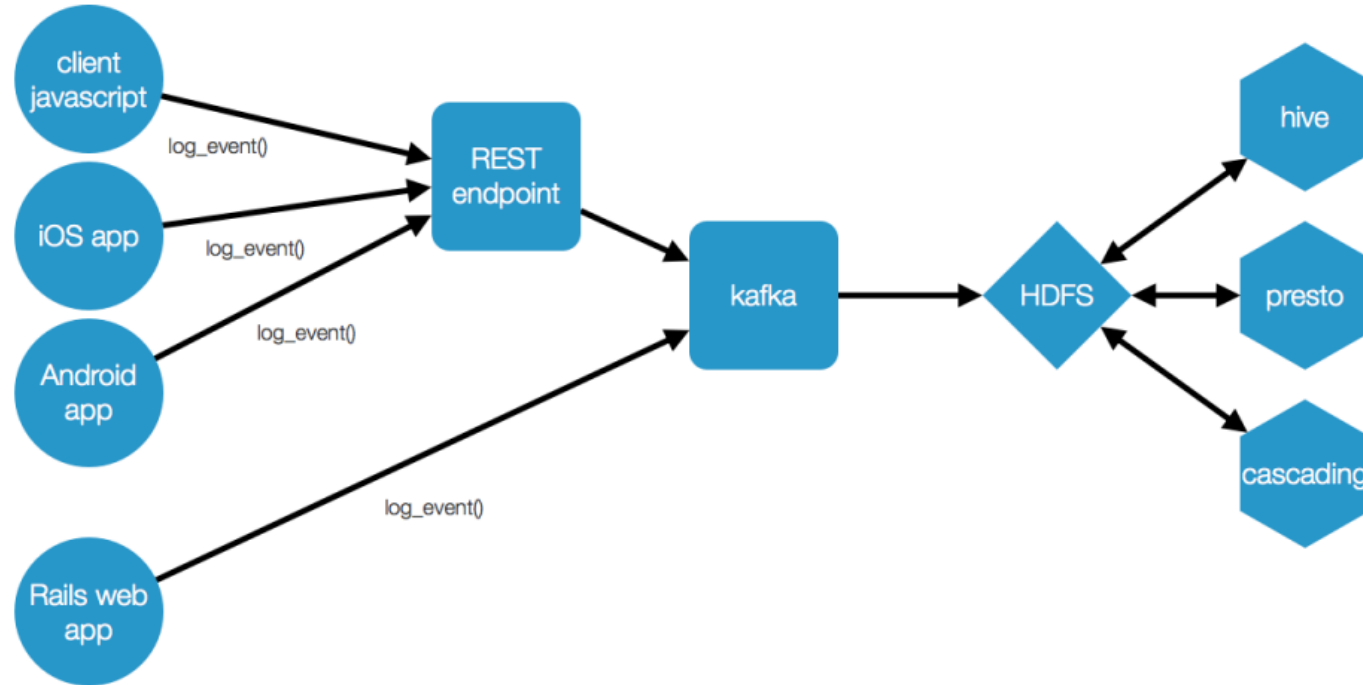 client
javascript
log_event()
iOS app
log_event()
Android
app
log_event()
Rails web
app
log_event()
REST
endpoint
kafka
HDFS
hive
presto
cascading